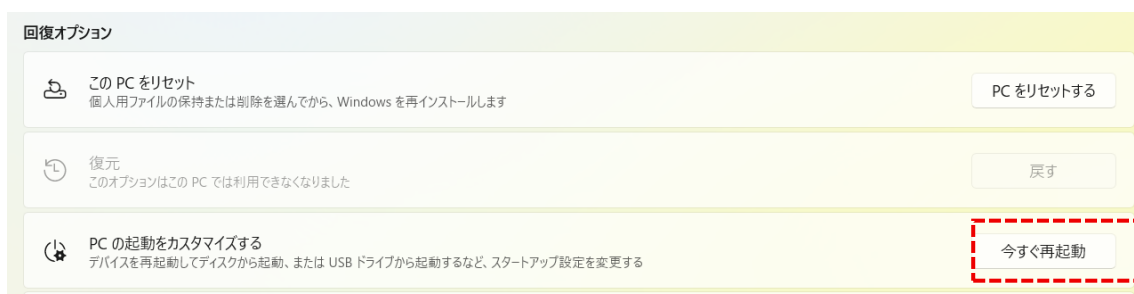 回復オプション
この PC をリセット
個人用ファイルの保持または削除を選んでから、Windows を再インストールします
PC をリセットする
復元
このオプションはこの PC では利用できなくなりました
戻す
PC の起動をカスタマイズする
デバイスを再起動してディスクから起動、または USB ドライブから起動するなど、スタートアップ設定を変更する
今すぐ再起動